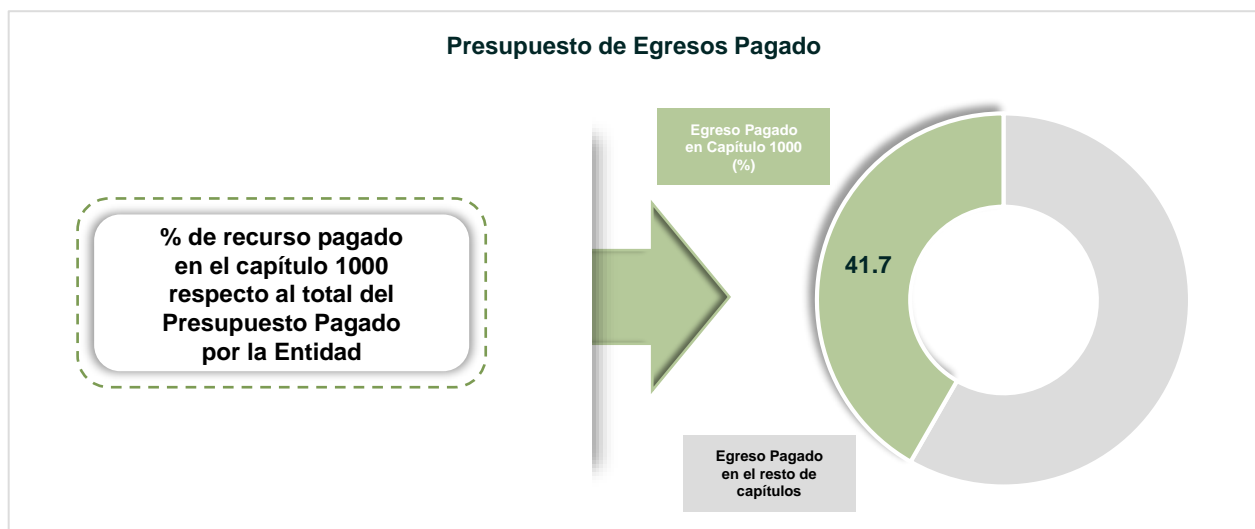 Presupuesto de Egresos Pagado
Egreso Pagado
en Capítulo 1000
(%)
% de recurso pagado
en el capítulo 1000
respecto al total del
Presupuesto Pagado
por la Entidad
41.7
Egreso Pagado
en el resto de
capítulos